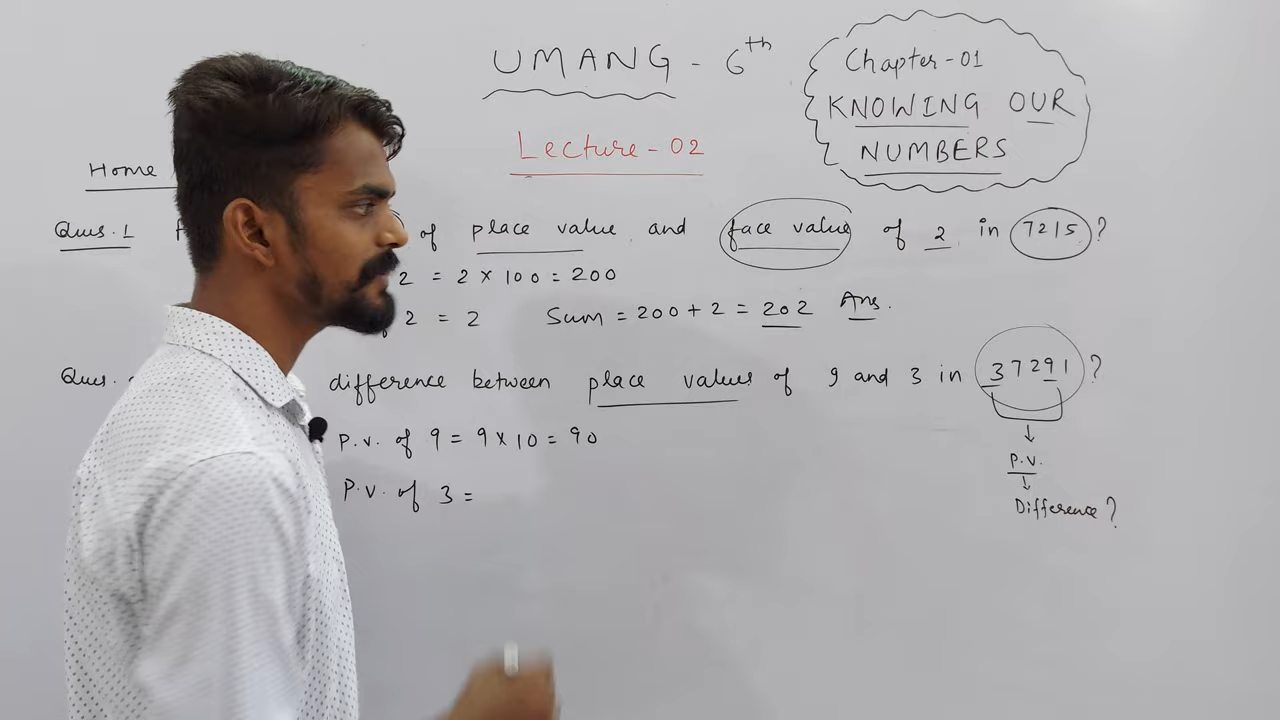 UMANG - 6th
Chapter-01
KNOWING OUR
NUMBERS
Lecture-02
Home
Ques.1 of place value and face value of 2 in 7215?
2 = 2 × 100 = 200
2 = 2 Sum = 200 + 2 = 202 Ans.
Ques. difference between place values of 9 and 3 in 37291?
P.V. of 9 = 9 × 10 = 90
P.V. of 3 =
P.V.
Difference?